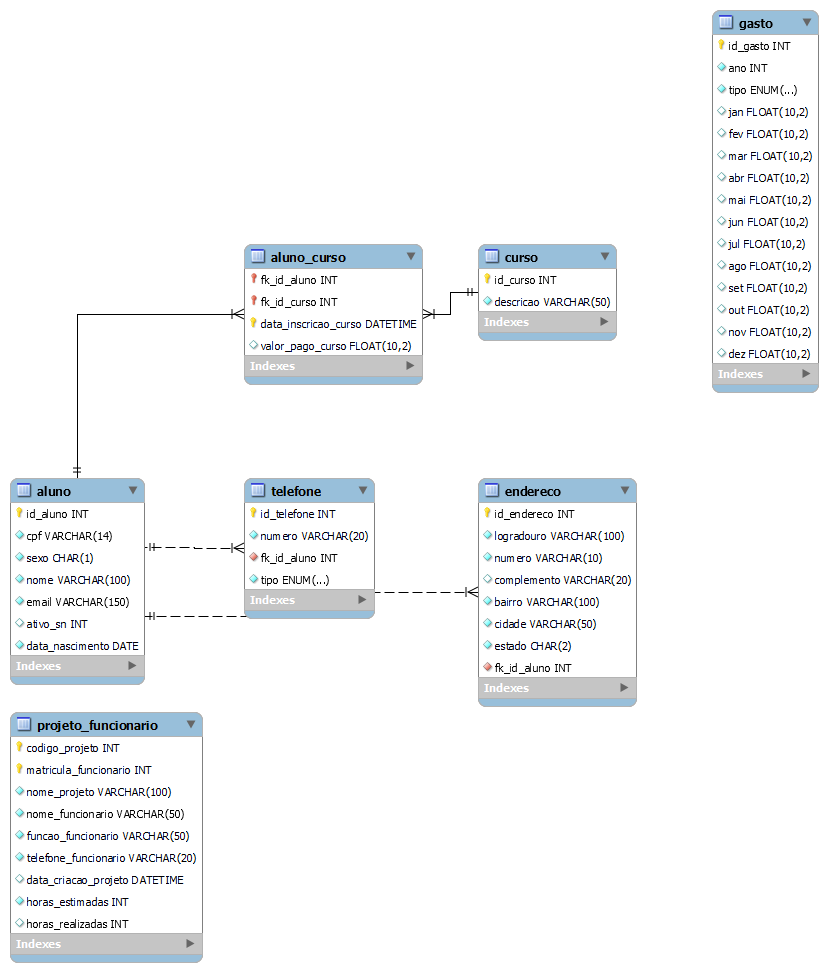 gasto
id_gasto INT
ano INT
tipo ENUM(...)
jan FLOAT(10,2)
fev FLOAT(10,2)
mar FLOAT(10,2)
abr FLOAT(10,2)
mai FLOAT(10,2)
jun FLOAT(10,2)
jul FLOAT(10,2)
ago FLOAT(10,2)
set FLOAT(10,2)
out FLOAT(10,2)
nov FLOAT(10,2)
dez FLOAT(10,2)
Indexes
aluno_curso
fk_id_aluno INT
fk_id_curso INT
data_inscricao_curso DATETIME
valor_pago_curso FLOAT(10,2)
Indexes
curso
id_curso INT
descricao VARCHAR(50)
Indexes
aluno
id_aluno INT
cpf VARCHAR(14)
sexo CHAR(1)
nome VARCHAR(100)
email VARCHAR(150)
ativo_sn INT
data_nascimento DATE
Indexes
telefone
id_telefone INT
numero VARCHAR(20)
fk_id_aluno INT
tipo ENUM(...)
Indexes
endereco
id_endereco INT
logradouro VARCHAR(100)
numero VARCHAR(10)
complemento VARCHAR(20)
bairro VARCHAR(100)
cidade VARCHAR(50)
estado CHAR(2)
fk_id_aluno INT
Indexes
projeto_funcionario
codigo_projeto INT
matricula_funcionario INT
nome_projeto VARCHAR(100)
nome_funcionario VARCHAR(50)
funcao_funcionario VARCHAR(50)
telefone_funcionario VARCHAR(20)
data_criacao_projeto DATETIME
horas_estimadas INT
horas_realizadas INT
Indexes